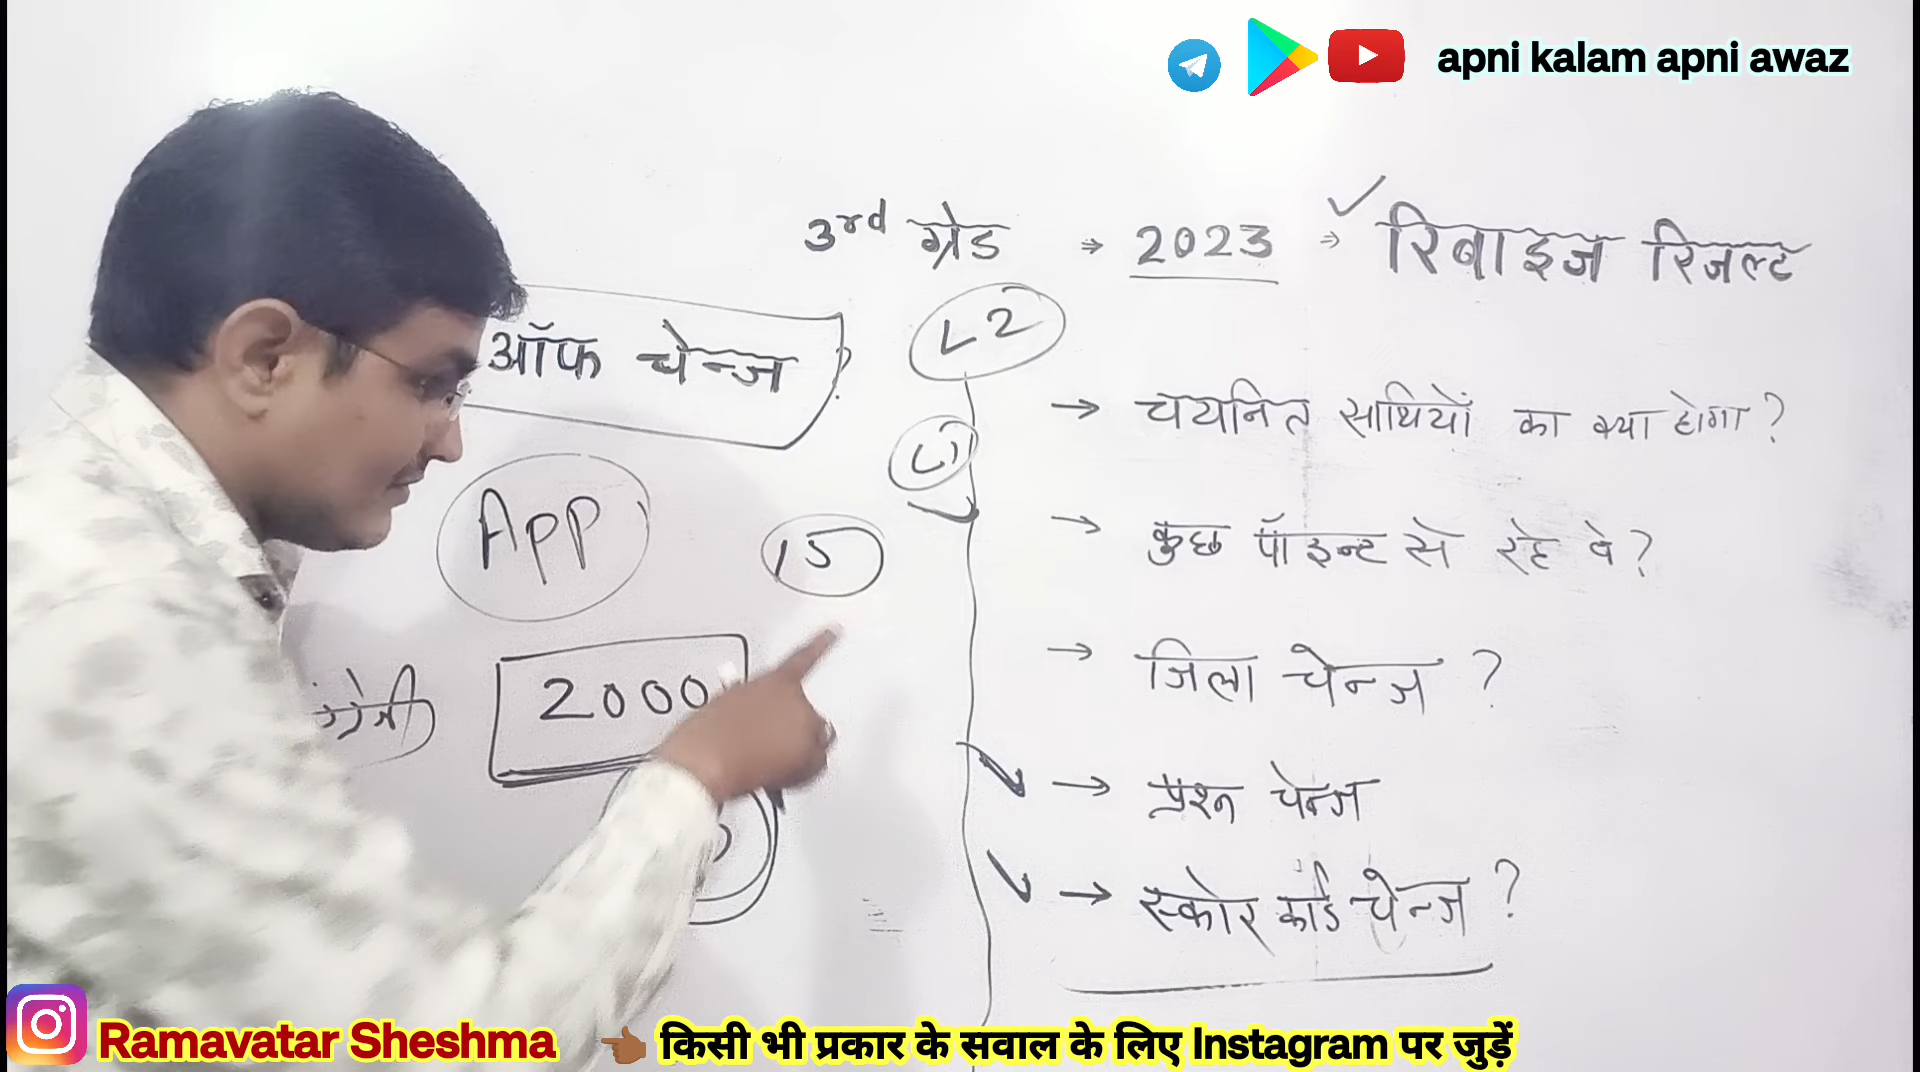 apni kalam apni awaz
3rd ग्रेड → 2023 → रिवाइज रिजल्ट
ऑफ चेन्ज
L2
→ चयनित साथियों का क्या होगा ?
L1
App
15
→ कुछ पॉइन्ट से रहे वे ?
→ जिला चेन्ज ?
2000
→ प्रश्न चेन्ज
→ स्कोर कार्ड चेन्ज ?
Ramavatar Sheshma किसी भी प्रकार के सवाल के लिए Instagram पर जुड़ें